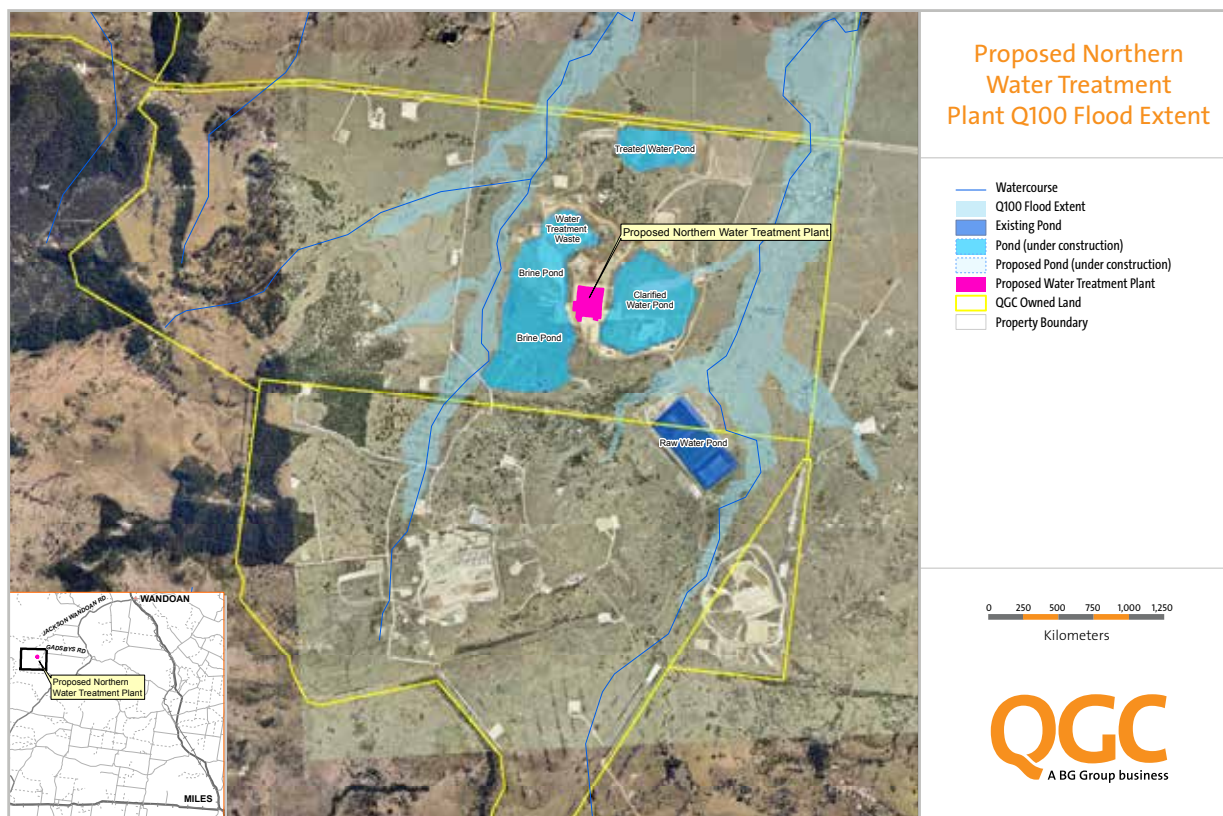 Proposed Northern
Water Treatment
Plant Q100 Flood Extent
Watercourse
Q100 Flood Extent
Existing Pond
Pond (under construction)
Proposed Pond (under construction)
Proposed Water Treatment Plant
QGC Owned Land
Property Boundary
0 250 500 750 1,000 1,250
Kilometers
QGC
A BG Group business
Treated Water Pond
Water
Treatment
Waste
Proposed Northern Water Treatment Plant
Brine Pond
Clarified
Water Pond
Brine Pond
Raw Water Pond
WANDOAN
JACKSON WANDOAN RD
GADSBYS RD
Proposed Northern
Water Treatment Plant
MILES